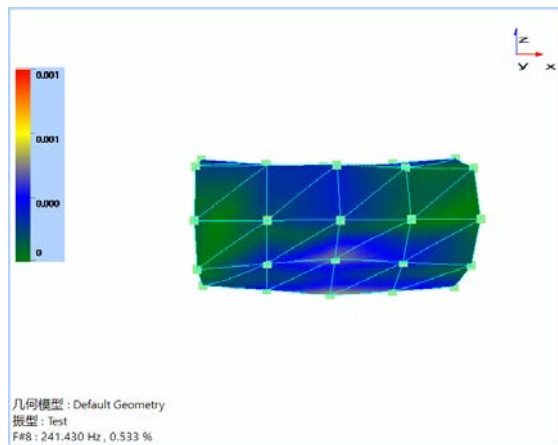 Z
Y X
0.001
0.001
0.000
0
几何模型 : Default Geometry
振型 : Test
F#8 : 241.430 Hz , 0.533 %